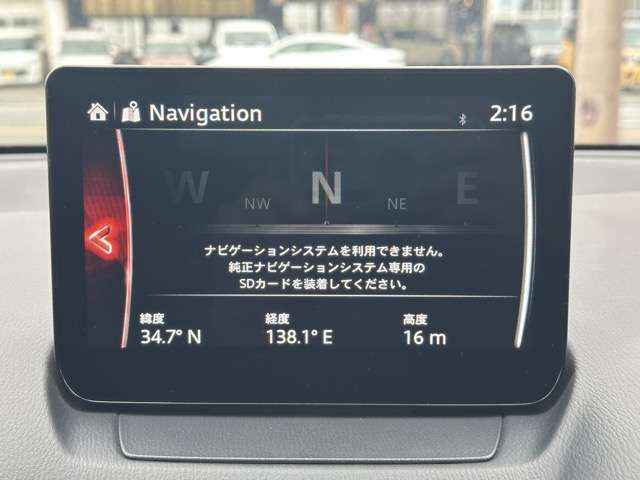 Navigation 2:16
W NW N NE E
ナビゲーションシステムを利用できません。
純正ナビゲーションシステム専用の
SDカードを装着してください。
緯度 経度 高度
34.7° N 138.1° E 16 m